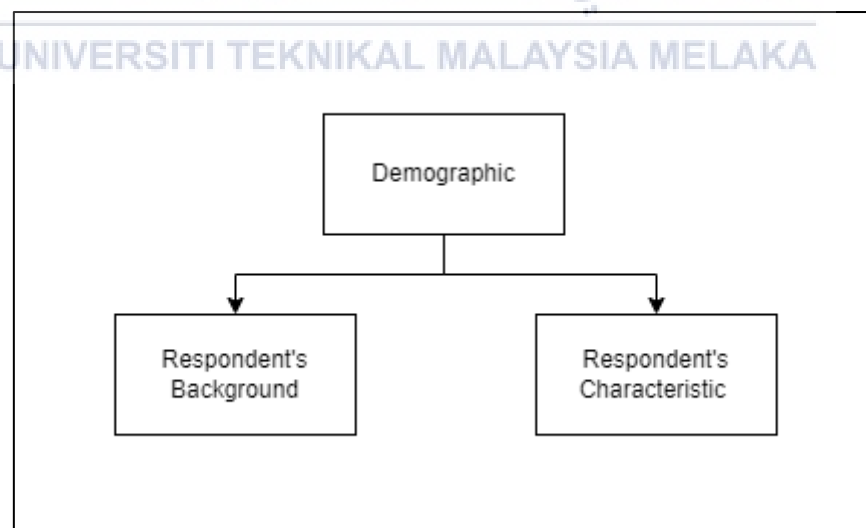 UNIVERSITI TEKNIKAL MALAYSIA MELAKA
Demographic
Respondent's
Background
Respondent's
Characteristic